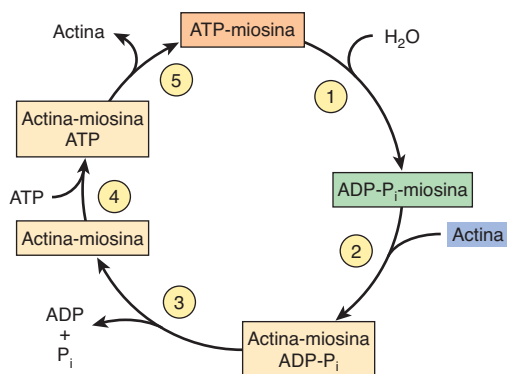 ATP-miosina
H₂O
1
ADP-Pᵢ-miosina
Actina
2
Actina-miosina
ADP-Pᵢ
3
ADP
+
Pᵢ
Actina-miosina
4
ATP
Actina-miosina
ATP
5
Actina